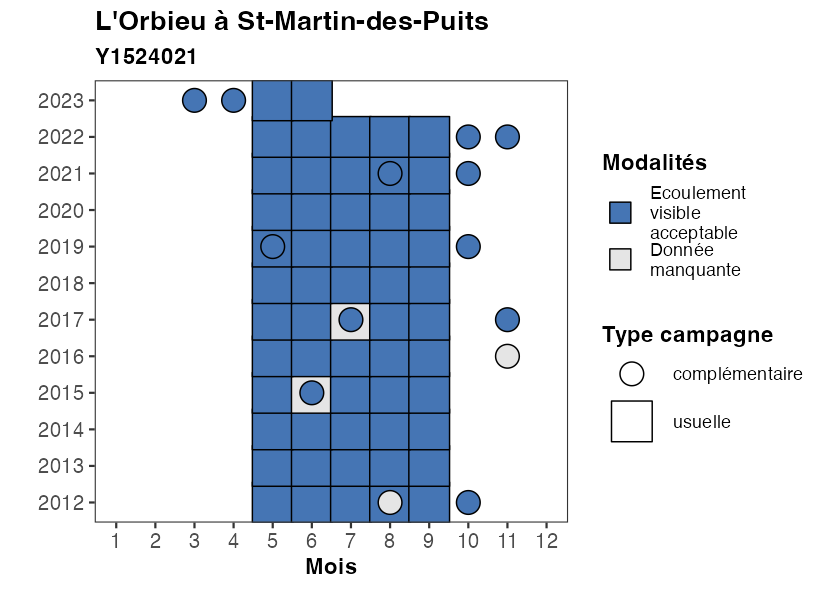 L'Orbieu à St-Martin-des-Puits
Y1524021
2023
2022
2021
2020
2019
2018
2017
2016
2015
2014
2013
2012
1 2 3 4 5 6 7 8 9 10 11 12
Mois
Modalités
Ecoulement
visible
acceptable
Donnée
manquante
Type campagne
complémentaire
usuelle